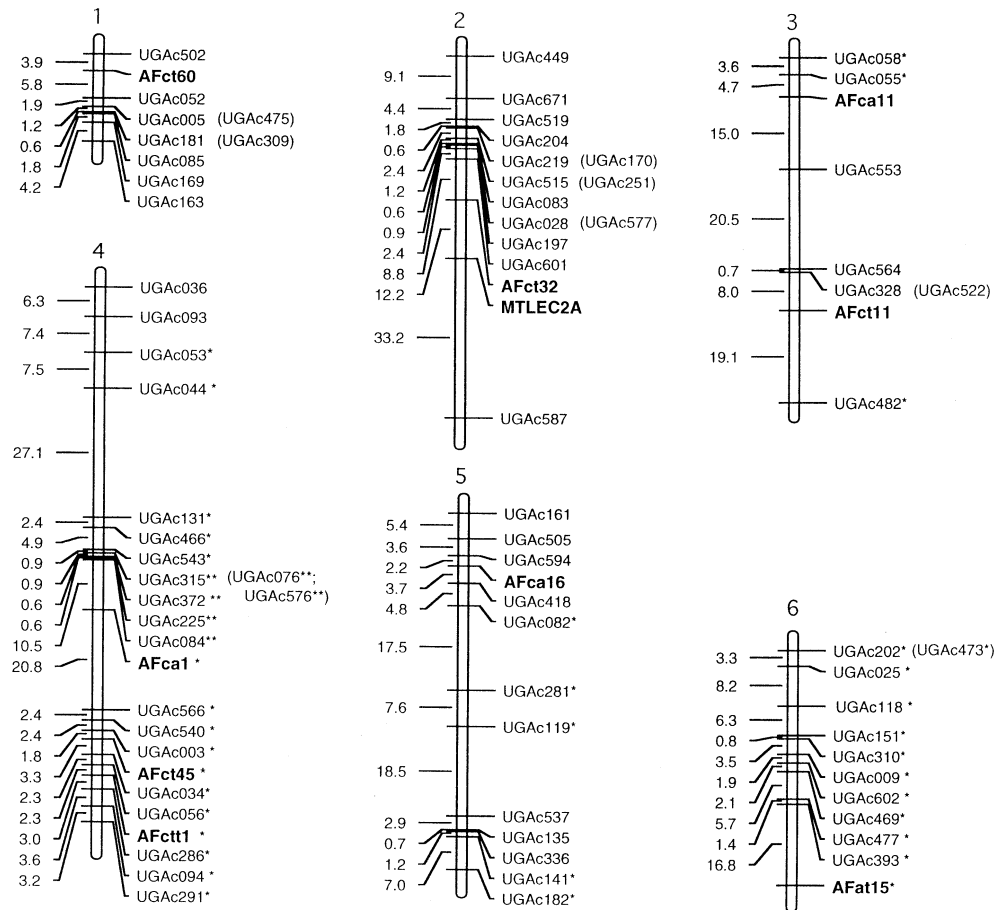 1
UGAc502
3.9
AFct60
5.8
UGAc052
1.9
UGAc005 (UGAc475)
1.2
UGAc181 (UGAc309)
0.6
UGAc085
1.8
UGAc169
4.2
UGAc163
2
UGAc449
9.1
UGAc671
4.4
UGAc519
1.8
UGAc204
0.6
UGAc219 (UGAc170)
2.4
UGAc515 (UGAc251)
1.2
UGAc083
0.6
UGAc028 (UGAc577)
0.9
UGAc197
2.4
UGAc601
8.8
AFct32
12.2
MTLEC2A
33.2
UGAc587
3
UGAc058*
3.6
UGAc055*
4.7
AFca11
15.0
UGAc553
20.5
UGAc564
0.7
UGAc328 (UGAc522)
8.0
AFct11
19.1
UGAc482*
4
UGAc036
6.3
UGAc093
7.4
UGAc053*
7.5
UGAc044 *
27.1
UGAc131*
2.4
UGAc466*
4.9
UGAc543*
0.9
UGAc315** (UGAc076**;
0.9
UGAc372 ** UGAc576**)
0.6
UGAc225**
0.6
UGAc084**
10.5
AFca1 *
20.8
UGAc566 *
2.4
UGAc540 *
2.4
UGAc003 *
1.8
AFct45 *
3.3
UGAc034 *
2.3
UGAc056 *
2.3
AFctt1 *
3.0
UGAc286*
3.6
UGAc094 *
3.2
UGAc291*
5
UGAc161
5.4
UGAc505
3.6
UGAc594
2.2
AFca16
3.7
UGAc418
4.8
UGAc082*
17.5
UGAc281*
7.6
UGAc119*
18.5
UGAc537
2.9
UGAc135
0.7
UGAc336
1.2
UGAc141*
7.0
UGAc182*
6
UGAc202* (UGAc473*)
3.3
UGAc025 *
8.2
UGAc118 *
6.3
UGAc151*
0.8
UGAc310*
3.5
UGAc009 *
1.9
UGAc602 *
2.1
UGAc469*
5.7
UGAc477 *
1.4
UGAc393 *
16.8
AFat15*